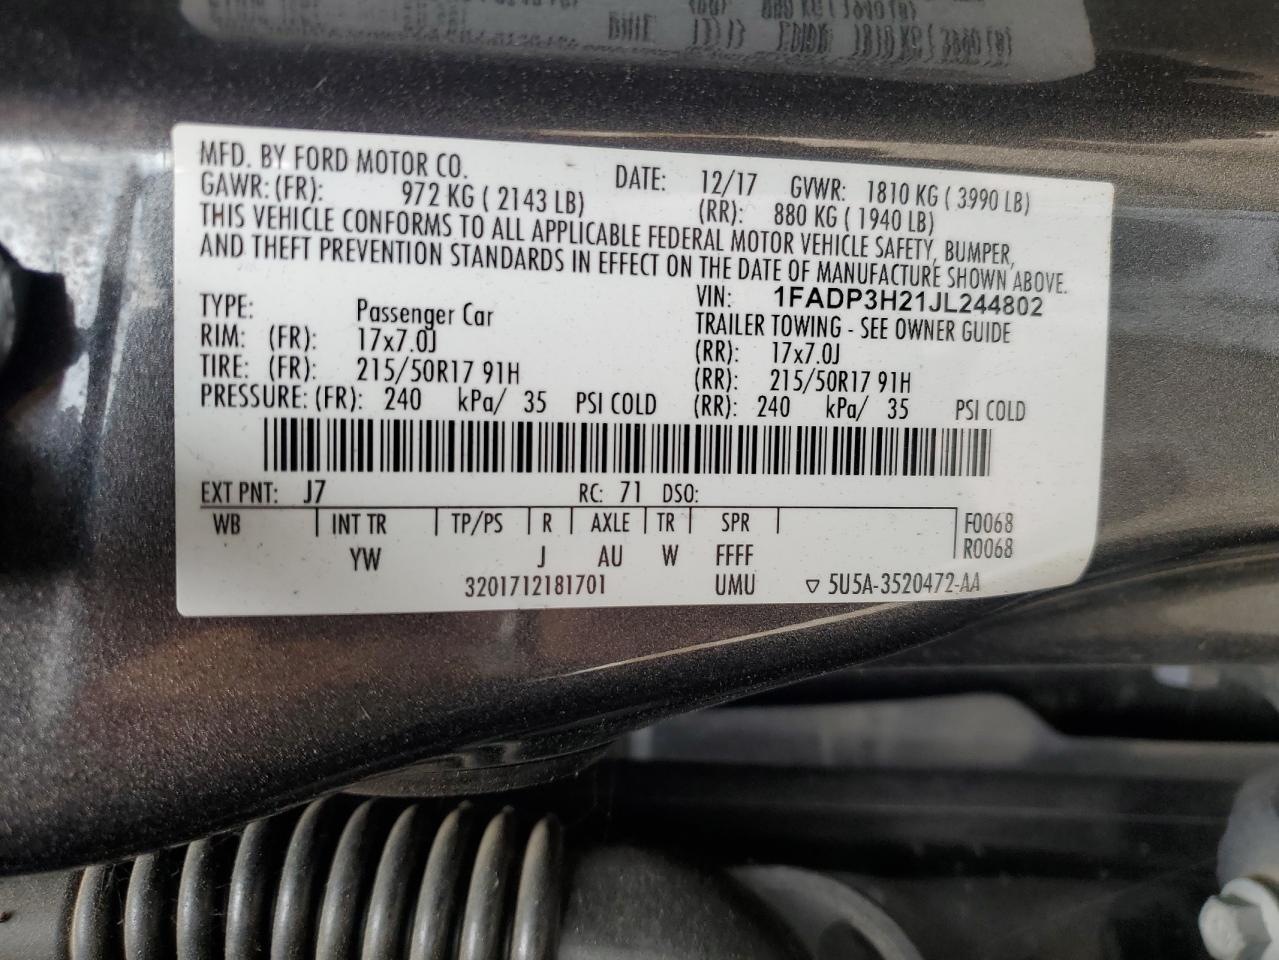 MFD. BY FORD MOTOR CO. DATE: 12/17 GVWR: 1810 KG ( 3990 LB)
GAWR: (FR): 972 KG ( 2143 LB) (RR): 880 KG ( 1940 LB)
THIS VEHICLE CONFORMS TO ALL APPLICABLE FEDERAL MOTOR VEHICLE SAFETY, BUMPER,
AND THEFT PREVENTION STANDARDS IN EFFECT ON THE DATE OF MANUFACTURE SHOWN ABOVE.
VIN: 1FADP3H21JL244802
TYPE: Passenger Car TRAILER TOWING - SEE OWNER GUIDE
RIM: (FR): 17x7.0J (RR): 17x7.0J
TIRE: (FR): 215/50R17 91H (RR): 215/50R17 91H
PRESSURE: (FR): 240 kPa/ 35 PSI COLD (RR): 240 kPa/ 35 PSI COLD
EXT PNT: J7 RC: 71 DSO:
WB INT TR TP/PS R AXLE TR SPR F0068
YW J AU W FFFF R0068
3201712181701 UMU ▽ 5U5A-3520472-AA